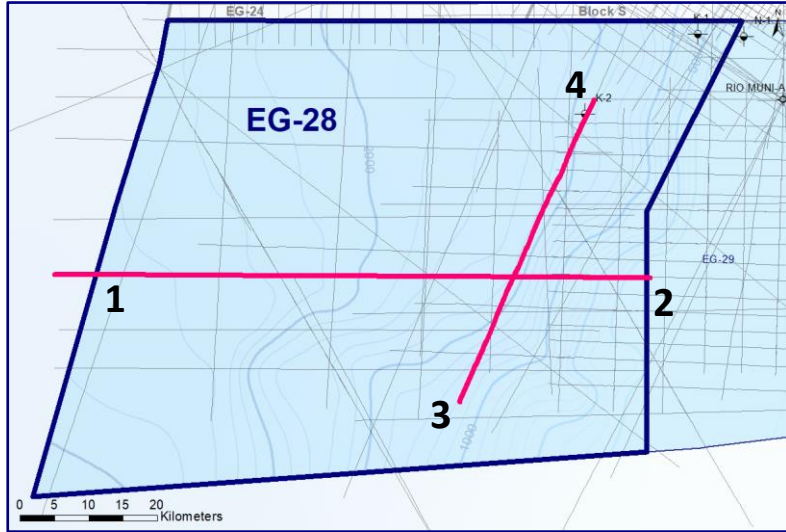 EG-24
Block S
K-1
N-1
N
RIO MUNI-A
4
K-2
EG-28
2000
EG-29
1
2
3
1000
0 5 10 15 20
Kilometers